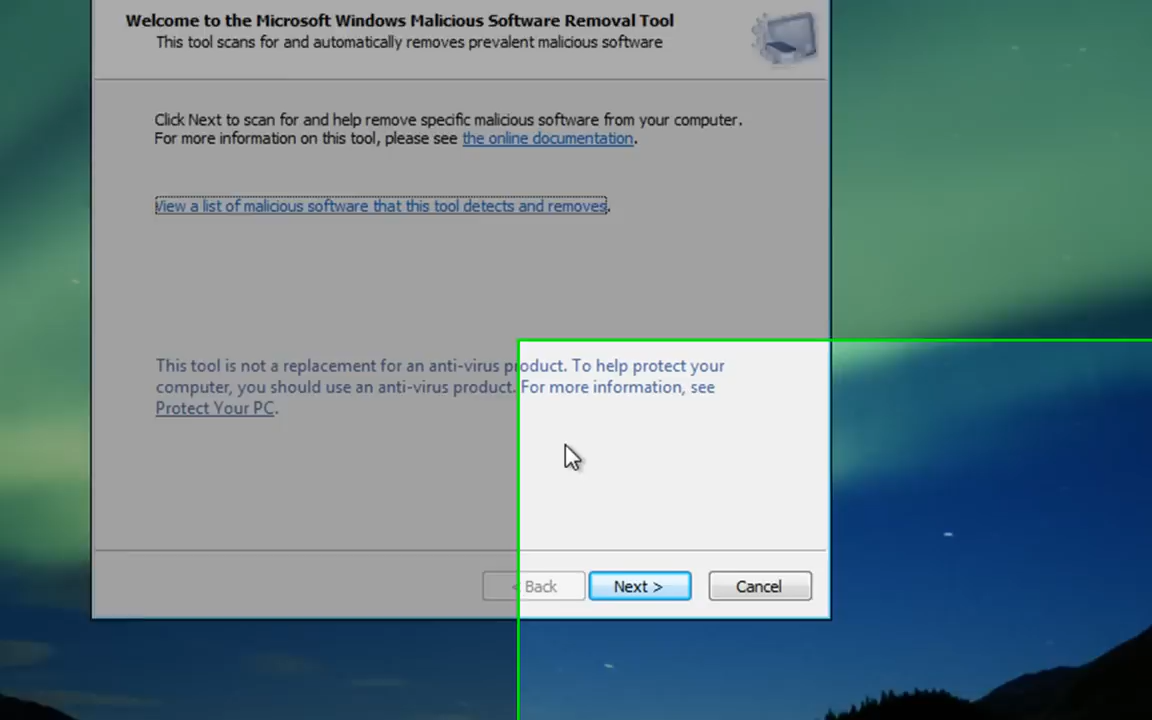 Welcome to the Microsoft Windows Malicious Software Removal Tool
This tool scans for and automatically removes prevalent malicious software
Click Next to scan for and help remove specific malicious software from your computer.
For more information on this tool, please see the online documentation.
View a list of malicious software that this tool detects and removes.
This tool is not a replacement for an anti-virus product. To help protect your
computer, you should use an anti-virus product. For more information, see
Protect Your PC.
< Back Next > Cancel